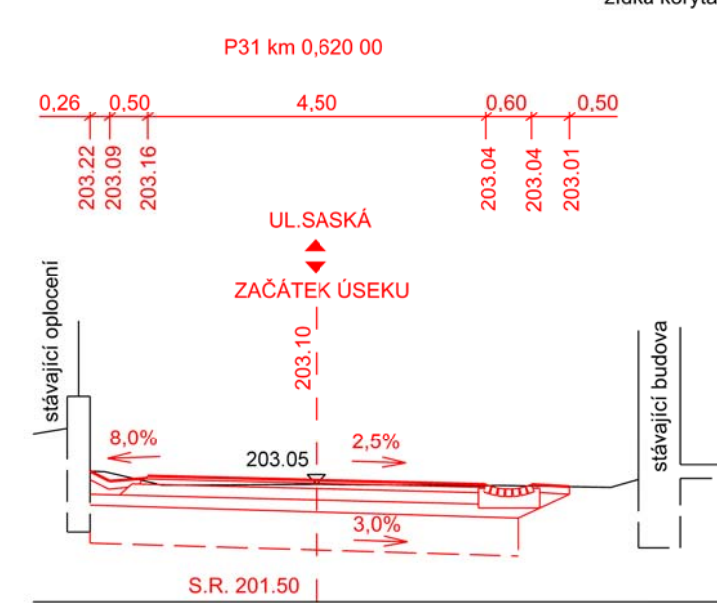 židka koryta
P31 km 0,620 00
0,26 0,50 4,50 0,60 0,50
203.22 203.09 203.16 203.04 203.04 203.01
UL.SASKÁ
ZAČÁTEK ÚSEKU
203.10
stávající oplocení
stávající budova
8,0% 203.05 2,5%
3,0%
S.R. 201.50